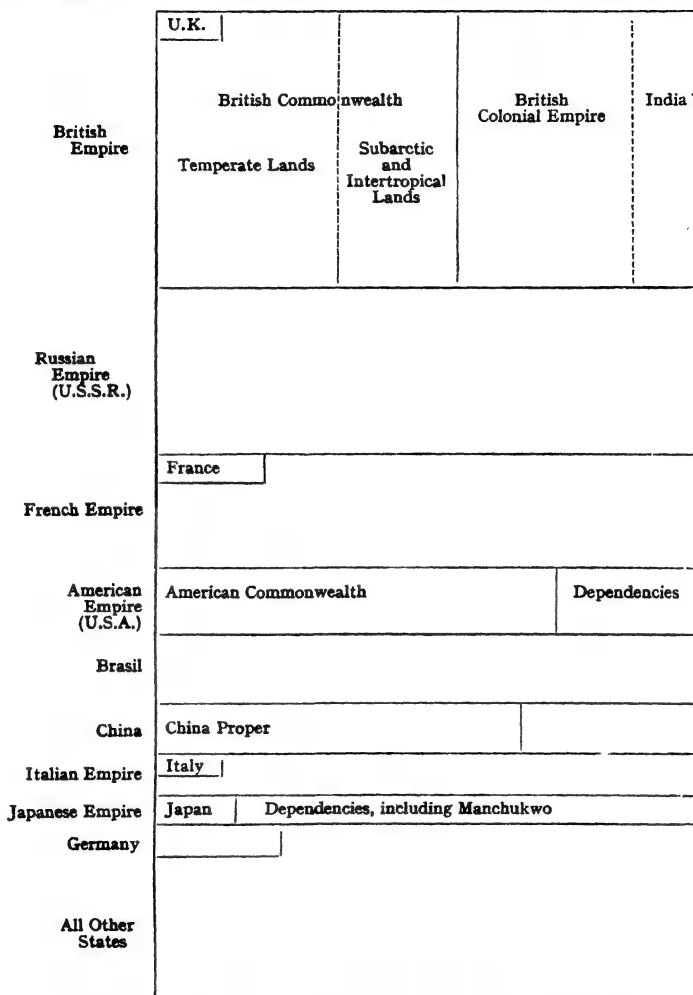 U.K.
British Commonwealth
British
Colonial Empire
India
British
Empire
Temperate Lands
Subarctic
and
Intertropical
Lands
Russian
Empire
(U.S.S.R.)
France
French Empire
American
Empire
(U.S.A.)
American Commonwealth
Dependencies
Brasil
China
China Proper
Italian Empire
Italy
Japanese Empire
Japan
Dependencies, including Manchukwo
Germany
All Other
States